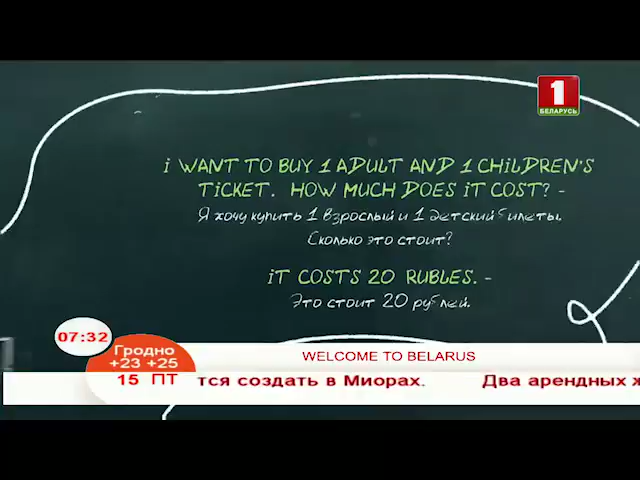 1
БЕЛАРУСЬ
I WANT TO BUY 1 ADULT AND 1 CHILDREN'S
TICKET. HOW MUCH DOES IT COST? -
Я хочу купить 1 взрослый и 1 детский билеты.
Сколько это стоит?
IT COSTS 20 RUBLES. -
Это стоит 20 рублей.
07:32
Гродно
+23 +25
15 ПТ
WELCOME TO BELARUS
тся создать в Миорах. Два арендных ж